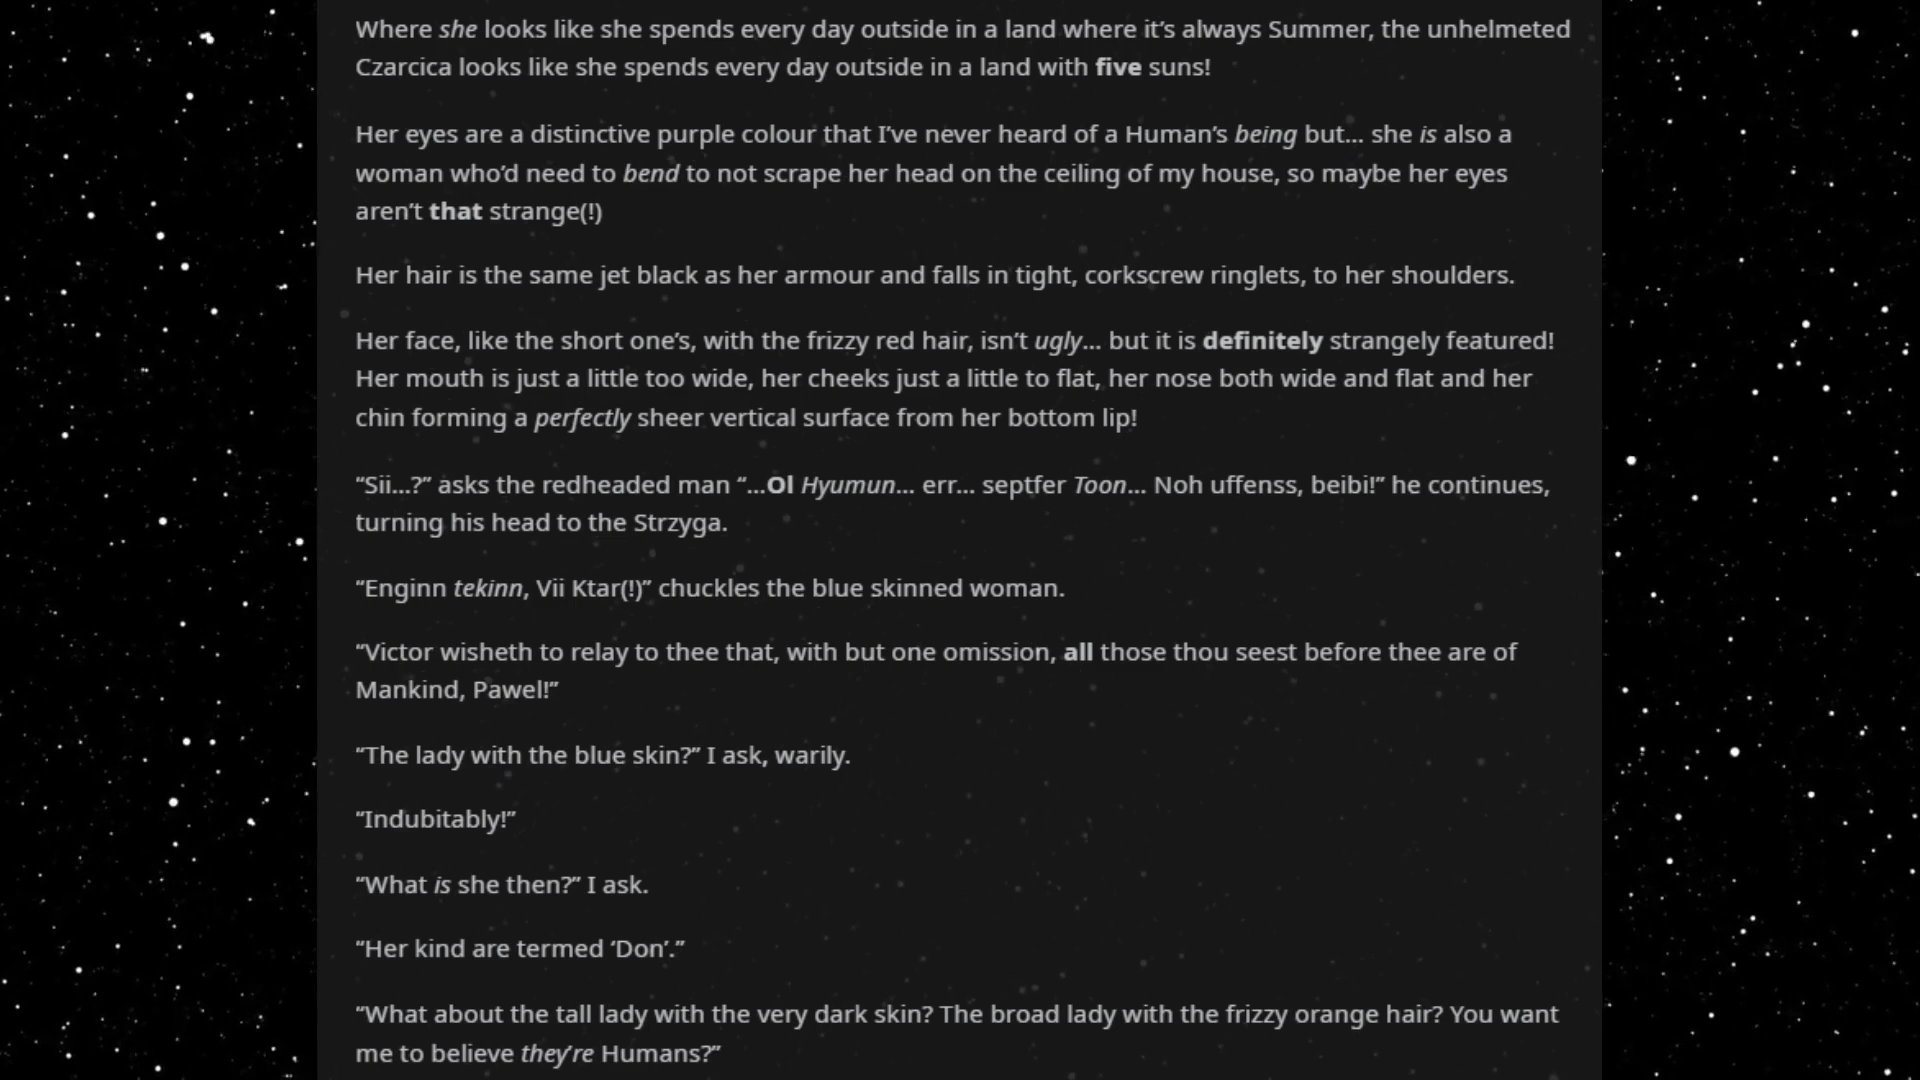 Where she looks like she spends every day outside in a land where it’s always Summer, the unhelmeted
Czarcica looks like she spends every day outside in a land with five suns!
Her eyes are a distinctive purple colour that I’ve never heard of a Human’s being but... she is also a
woman who’d need to bend to not scrape her head on the ceiling of my house, so maybe her eyes
aren’t that strange(!)
Her hair is the same jet black as her armour and falls in tight, corkscrew ringlets, to her shoulders.
Her face, like the short one’s, with the frizzy red hair, isn’t ugly... but it is definitely strangely featured!
Her mouth is just a little too wide, her cheeks just a little to flat, her nose both wide and flat and her
chin forming a perfectly sheer vertical surface from her bottom lip!
“Sii...?” asks the redheaded man “...Ol Hyumun... err... septfer Toon... Noh uffenss, beibi!” he continues,
turning his head to the Strzyga.
“Enginn tekinn, Vii Ktar(!)” chuckles the blue skinned woman.
“Victor wisheth to relay to thee that, with but one omission, all those thou seest before thee are of
Mankind, Pawel!”
“The lady with the blue skin?” I ask, warily.
“Indubitably!”
“What is she then?” I ask.
“Her kind are termed ‘Don’.”
“What about the tall lady with the very dark skin? The broad lady with the frizzy orange hair? You want
me to believe they’re Humans?”